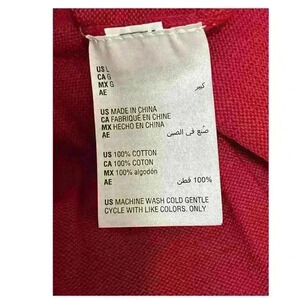 US L
CA G
MX G
AE كبير
US MADE IN CHINA
CA FABRIQUÉ EN CHINE
MX HECHO EN CHINA
AE صنع في الصين
US 100% COTTON
CA 100% COTON
MX 100% algodón
AE 100% قطن
US MACHINE WASH COLD GENTLE
CYCLE WITH LIKE COLORS. ONLY